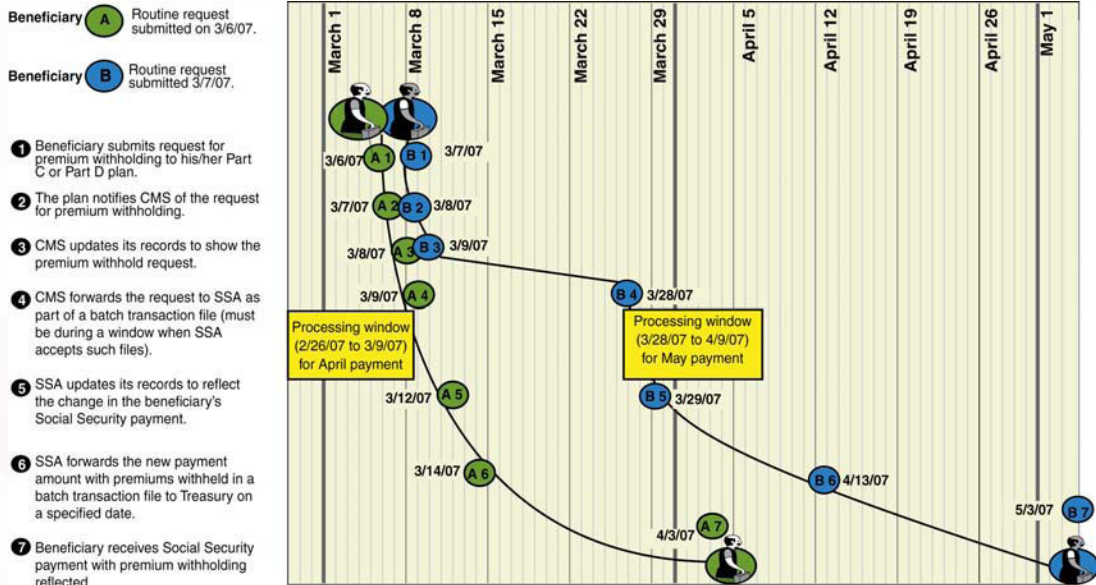 Beneficiary A Routine request
submitted on 3/6/07.
Beneficiary B Routine request
submitted 3/7/07.
1 Beneficiary submits request for
premium withholding to his/her Part
C or Part D plan.
2 The plan notifies CMS of the request
for premium withholding.
3 CMS updates its records to show the
premium withhold request.
4 CMS forwards the request to SSA as
part of a batch transaction file (must
be during a window when SSA
accepts such files).
5 SSA updates its records to reflect
the change in the beneficiary's
Social Security payment.
6 SSA forwards the new payment
amount with premiums withheld in a
batch transaction file to Treasury on
a specified date.
7 Beneficiary receives Social Security
payment with premium withholding
reflected
March 1
March 8
March 15
March 22
March 29
April 5
April 12
April 19
April 26
May 1
3/6/07 A 1 B 1 3/7/07
3/7/07 A 2 B 2 3/8/07
3/8/07 A 3 B 3 3/9/07
3/9/07 A 4 B 4 3/28/07
Processing window
(2/26/07 to 3/9/07)
for April payment
Processing window
(3/28/07 to 4/9/07)
for May payment
3/12/07 A 5 B 5 3/29/07
3/14/07 A 6 B 6 4/13/07
4/3/07 A 7 5/3/07 B 7